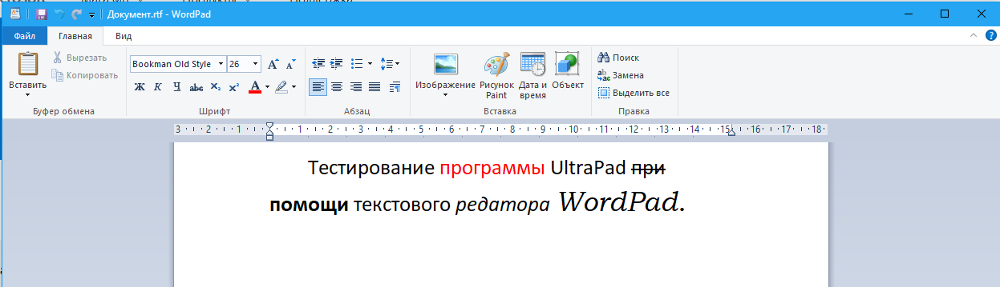 Документ.rtf - WordPad
Файл Главная Вид
Вставить
Вырезать
Копировать
Буфер обмена
Bookman Old Style 26
Ж К Ч abc X₂ X² A
Шрифт
Абзац
Изображение
Рисунок Paint
Дата и время
Объект
Вставка
Поиск
Замена
Выделить все
Правка
3 2 1 1 2 3 4 5 6 7 8 9 10 11 12 13 14 15 16 17 18
Тестирование программы UltraPad при
помощи текстового редатора WordPad.